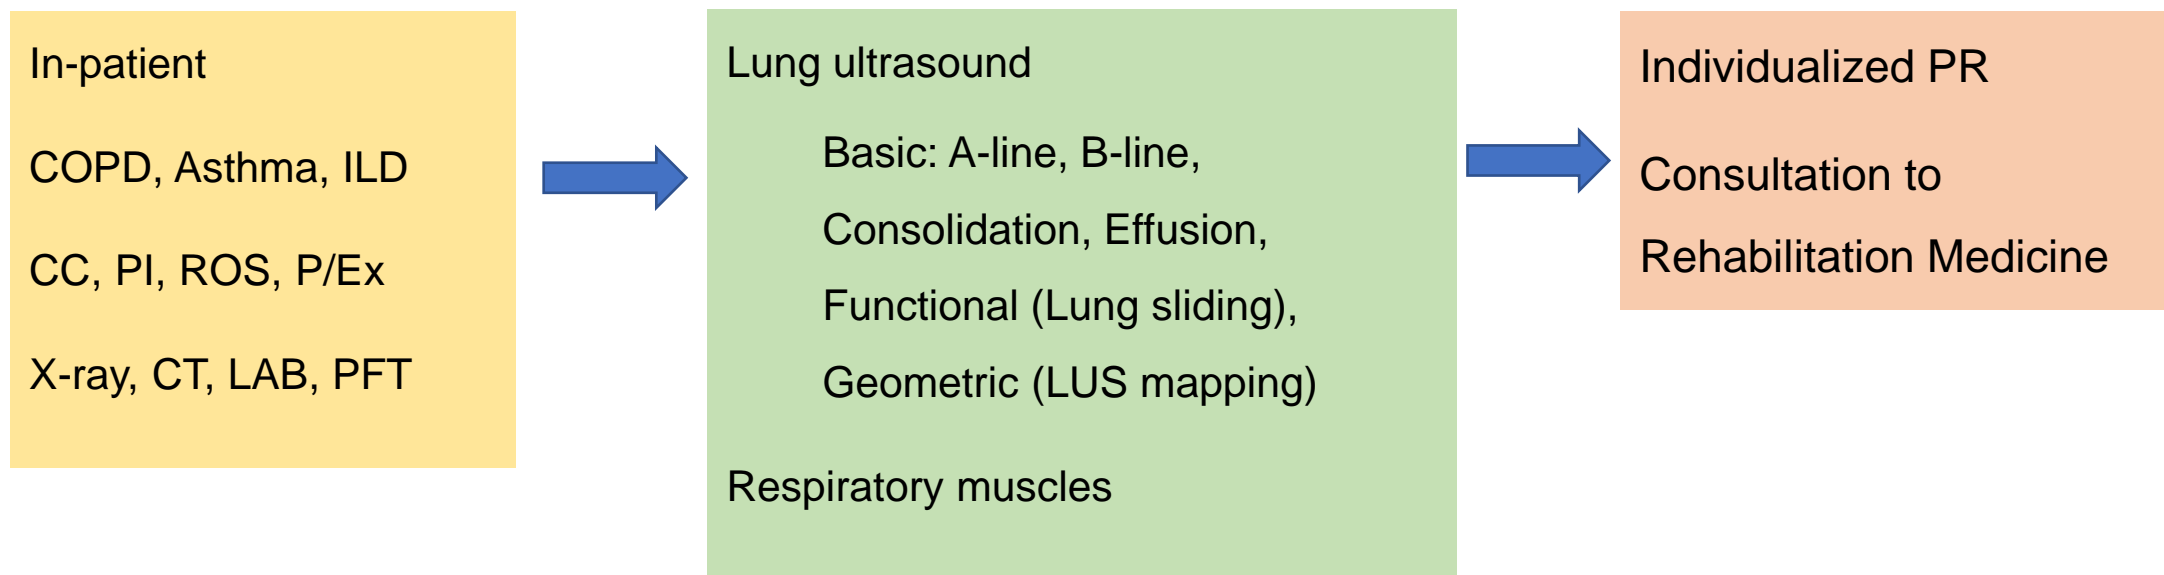 In-patient
COPD, Asthma, ILD
CC, PI, ROS, P/Ex
X-ray, CT, LAB, PFT
Lung ultrasound
Basic: A-line, B-line,
Consolidation, Effusion,
Functional (Lung sliding),
Geometric (LUS mapping)
Respiratory muscles
Individualized PR
Consultation to
Rehabilitation Medicine